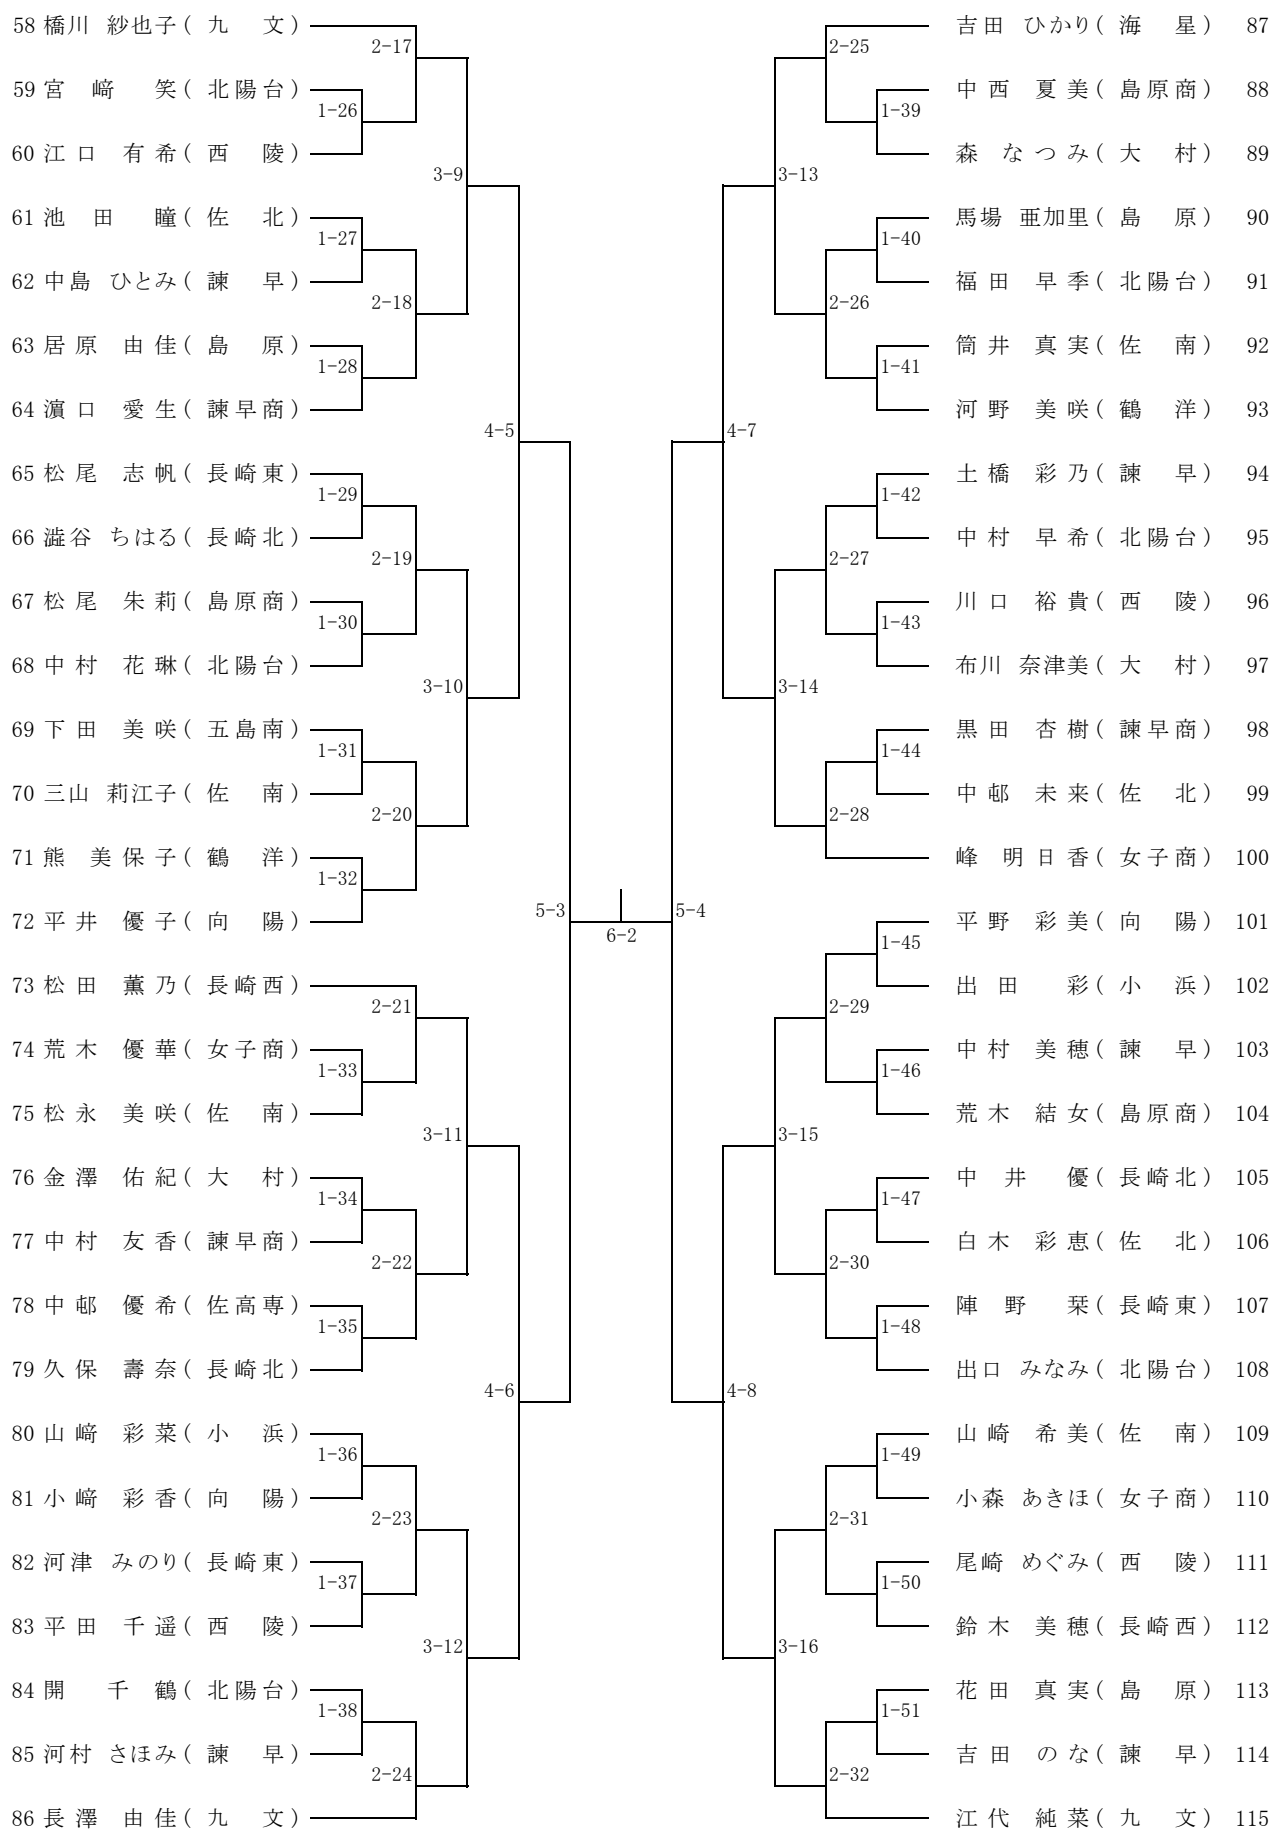 58 橋川 紗也子(九 文)
2-17
59 宮﨑 笑(北陽台)
1-26
60 江口 有希(西 陵)
3-9
61 池田 瞳(佐 北)
1-27
62 中島 ひとみ(諫 早)
2-18
63 居原 由佳(島 原)
1-28
64 濵口 愛生(諫早商)
4-5
65 松尾 志帆(長崎東)
1-29
66 澁谷 ちはる(長崎北)
2-19
67 松尾 朱莉(島原商)
1-30
68 中村 花琳(北陽台)
3-10
69 下田 美咲(五島南)
1-31
70 三山 莉江子(佐 南)
2-20
71 熊 美保子(鶴 洋)
1-32
72 平井 優子(向 陽)
5-3
6-2
73 松田 薫乃(長崎西)
2-21
74 荒木 優華(女子商)
1-33
75 松永 美咲(佐 南)
3-11
76 金澤 佑紀(大 村)
1-34
77 中村 友香(諫早商)
2-22
78 中邨 優希(佐高専)
1-35
79 久保 壽奈(長崎北)
4-6
80 山﨑 彩菜(小 浜)
1-36
81 小﨑 彩香(向 陽)
2-23
82 河津 みのり(長崎東)
1-37
83 平田 千遥(西 陵)
3-12
84 開 千鶴(北陽台)
1-38
85 河村 さほみ(諫 早)
2-24
86 長澤 由佳(九 文)
吉田 ひかり(海 星) 87
2-25
中西 夏美(島原商) 88
1-39
森 なつみ(大 村) 89
3-13
馬場 亜加里(島 原) 90
1-40
福田 早季(北陽台) 91
2-26
筒井 真実(佐 南) 92
1-41
河野 美咲(鶴 洋) 93
4-7
土橋 彩乃(諫 早) 94
1-42
中村 早希(北陽台) 95
2-27
川口 裕貴(西 陵) 96
1-43
布川 奈津美(大 村) 97
3-14
黒田 杏樹(諫早商) 98
1-44
中邨 未来(佐 北) 99
2-28
峰 明日香(女子商) 100
5-4
平野 彩美(向 陽) 101
1-45
出田 彩(小 浜) 102
2-29
中村 美穂(諫 早) 103
1-46
荒木 結女(島原商) 104
3-15
中井 優(長崎北) 105
1-47
白木 彩恵(佐 北) 106
2-30
陣野 栞(長崎東) 107
1-48
出口 みなみ(北陽台) 108
4-8
山崎 希美(佐 南) 109
1-49
小森 あきほ(女子商) 110
2-31
尾崎 めぐみ(西 陵) 111
1-50
鈴木 美穂(長崎西) 112
3-16
花田 真実(島 原) 113
1-51
吉田 のな(諫 早) 114
2-32
江代 純菜(九 文) 115